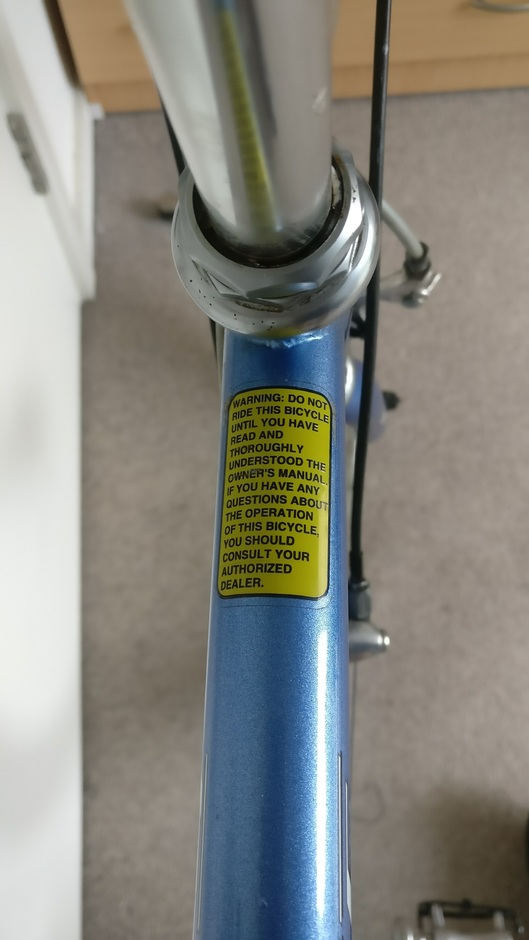 WARNING: DO NOT
RIDE THIS BICYCLE
UNTIL YOU HAVE
READ AND
THOROUGHLY
UNDERSTOOD THE
OWNER'S MANUAL.
IF YOU HAVE ANY
QUESTIONS ABOUT
THE OPERATION
OF THIS BICYCLE,
YOU SHOULD
CONSULT YOUR
AUTHORIZED
DEALER.